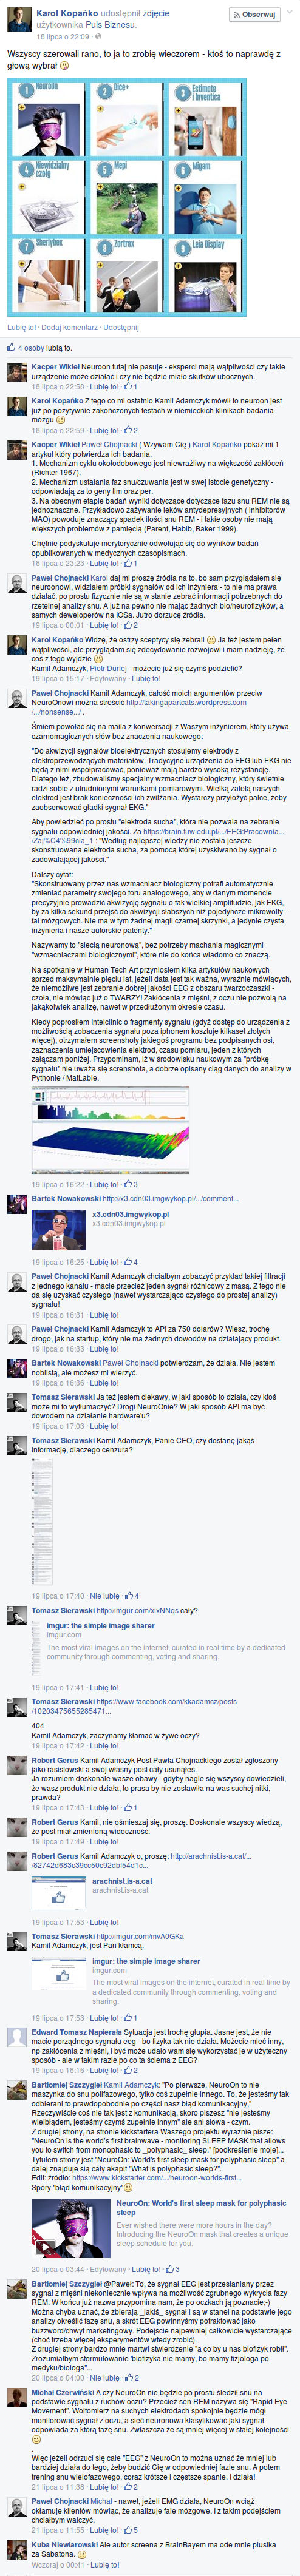 Karol Kopańko udostępnił zdjęcie
użytkownika Puls Biznesu.
18 lipca o 22:09
Obserwuj
Wszyscy szerowali rano, to ja to zrobię wieczorem - ktoś to naprawdę z
głową wybrał
1 NeuroOn
2 Dice+
3 Estimote i Inventica
4 Niewidzialny czołg
5 Mepi
6 Migam
7 Sherlybox
8 Zortrax
9 Leia Display
Lubię to! · Dodaj komentarz · Udostępnij
4 osoby lubią to.
Kacper Wikieł Neuroon tutaj nie pasuje - eksperci mają wątpliwości czy takie
urządzenie może działać i czy nie będzie miało skutków ubocznych.
18 lipca o 22:58 · Lubię to! · 1
Karol Kopańko Z tego co mi ostatnio Kamil Adamczyk mówił to neuroon jest
już po pozytywnie zakończonych testach w niemieckich klinikach badania
mózgu
18 lipca o 22:59 · Lubię to! · 2
Kacper Wikieł Paweł Chojnacki ( Wzywam Cię ) Karol Kopańko pokaż mi 1
artykuł który potwierdza ich badania.
1. Mechanizm cyklu okołodobowego jest niewrażliwy na większość zakłóceń
(Richter 1967).
2. Mechanizm ustalania faz snu/czuwania jest w swej istocie genetyczny -
odpowiadają za to geny tim oraz per.
3. Na obecnym etapie badań wyniki dotyczące dotyczące fazu snu REM nie są
jednoznaczne. Przykładowo zażywanie leków antydepresyjnych ( inhibitorów
MAO) powoduje znaczący spadek ilości snu REM - i takie osoby nie mają
większych problemów z pamięcią (Parent, Habib, Baker 1999).
Chętnie podyskutuje merytorycznie odwołując się do wyników badań
opublikowanych w medycznych czasopismach.
18 lipca o 23:23 · Lubię to! · 1
Paweł Chojnacki Karol daj mi proszę źródła na to, bo sam przyglądałem się
neuroonowi, widziałem próbki sygnałów od ich inżyniera - to nie ma prawa
działać, po prostu fizycznie nie są w stanie zebrać informacji potrzebnych do
rzetelnej analizy snu. A już na pewno nie mając żadnych bio/neurofizyków, a
samych deweloperów na IOSa. Jutro dorzucę źródła.
19 lipca o 00:01 · Lubię to! · 2
Karol Kopańko Widzę, że ostrzy sceptycy się zebrali Ja też jestem pełen
wątpliwości, ale przyglądam się zdecydowanie rozwojowi i mam nadzieję, że
coś z tego wyjdzie
Kamil Adamczyk, Piotr Durlej - możecie już się czymś podzielić?
19 lipca o 15:17 · Edytowany · Lubię to!
Paweł Chojnacki Kamil Adamczyk, całość moich argumentów przeciw
NeuroOnowi można streścić http://takingapartcats.wordpress.com
/.../nonsense.../ .
Śmiem powołać się na maila z konwersacji z Waszym inżynierem, który używa
czarnomagicznych słów bez znaczenia naukowego:
"Do akwizycji sygnałów bioelektrycznych stosujemy elektrody z
elektroprzewodzących materiałów. Tradycyjne urządzenia do EEG lub EKG nie
będą z nimi współpracować, ponieważ mają bardzo wysoką rezystancję.
Dlatego też, zbudowaliśmy specjalny wzmacniacz biologiczny, który świetnie
radzi sobie z utrudnionymi warunkami pomiarowymi. Wielką zaletą naszych
elektrod jest brak konieczności ich zwilżania. Wystarczy przyłożyć palce, żeby
zaobserwować gładki sygnał EKG."
Aby powiedzieć po prostu "elektroda sucha", która nie pozwala na zebranie
sygnału odpowiedniej jakości. Za https://brain.fuw.edu.pl/.../EEG:Pracownia...
/Zaj%C4%99cia_1 : "Według najlepszej wiedzy nie została jeszcze
skonstruowana elektroda sucha, za pomocą której uzyskiwano by sygnał o
zadowalającej jakości."
Dalszy cytat:
"Skonstruowany przez nas wzmacniacz biologiczny potrafi automatycznie
zmieniać parametry swojego toru analogowego, aby w danym momencie
precyzyjnie prowadzić akwizycję sygnału o tak wielkiej amplitudzie, jak EKG,
by za kilka sekund przejść do akwizycji słabszych niż pojedyncze mikrowolty -
fal mózgowych. Nie ma w tym żadnej magii czarnej skrzynki, a jedynie czysta
inżynieria i nasze autorskie patenty."
Nazywamy to "siecią neuronową", bez potrzeby machania magicznymi
"wzmacniaczami biologicznymi", które nie do końca wiadomo co znaczą.
Na spotkanie w Human Tech Art przyniosłem kilka artykułów naukowych
sprzed maksymalnie pięciu lat, jeżeli data jest tak ważna, wyraźnie mówiących,
że niemożliwe jest zebranie dobrej jakości EEG z obszaru twarzoczaszki -
czoła, nie mówiąc już o TWARZY! Zakłócenia z mięśni, z oczu nie pozwolą na
jakąkolwiek analizę, nawet w przedłużonym okresie czasu.
Kiedy poprosiłem Intelclinic o fragmenty sygnału (gdyż dostęp do urządzenia z
możliwością zobaczenia sygnału poza iphonem kosztuje kilkaset złotych
więcej), otrzymałem screenshoty jakiegoś programu bez podpisanych osi,
oznaczenia umiejscowienia elektrod, czasu pomiaru, jeden z których
załączam poniżej. Przypomnam, iż w środowisku naukowym za "próbkę
sygnału" nie uważa się screenshota, a dobrze opisany ciąg danych do analizy w
Pythonie / MatLabie.
19 lipca o 16:22 · Lubię to! · 3
Bartek Nowakowski http://x3.cdn03.imgwykop.pl/.../comment...
x3.cdn03.imgwykop.pl
x3.cdn03.imgwykop.pl
19 lipca o 16:25 · Lubię to! · 4
Paweł Chojnacki Kamil Adamczyk chciałbym zobaczyć przykład takiej filtracji
z jednego kanału - macie przecież jeden sygnał różnicowy z masą. Z tego nie
da się uzyskać czystego (nawet wystarzająco czystego do prostej analizy)
sygnału!
19 lipca o 16:31 · Lubię to!
Paweł Chojnacki Kamil Adamczyk to API za 750 dolarów? Wiesz, trochę
drogo, jak na startup, który nie ma żadnych dowodów na działający produkt.
19 lipca o 16:33 · Lubię to!
Bartek Nowakowski Paweł Chojnacki potwierdzam, że działa. Nie jestem
noblistą, ale możesz mi wierzyć.
19 lipca o 16:36 · Lubię to!
Tomasz Sierawski Ja też jestem ciekawy, w jaki sposób to działa, czy ktoś
może mi to wytłumaczyć? Drogi NeuroOnie? W jaki sposób API ma być
dowodem na działanie hardware'u?
19 lipca o 17:03 · Lubię to!
Tomasz Sierawski Kamil Adamczyk, Panie CEO, czy dostanę jakąś
informację, dlaczego cenzura?
19 lipca o 17:40 · Nie lubię · 4
Tomasz Sierawski http://imgur.com/xlxNNqs cały?
imgur: the simple image sharer
imgur.com
The most viral images on the internet, curated in real time by a dedicated
community through commenting, voting and sharing.
19 lipca o 17:41 · Lubię to!
Tomasz Sierawski https://www.facebook.com/kkadamcz/posts
/10203475655285471...
404
Kamil Adamczyk, zaczynamy kłamać w żywe oczy?
19 lipca o 17:42 · Lubię to!
Robert Gerus Kamil Adamczyk Post Pawła Chojnackiego został zgłoszony
jako rasistowski a swój własny post cały usunąłeś.
Ja rozumiem doskonale wasze obawy - gdyby nagle się wszyscy dowiedzieli,
że wasz produkt nie działa, to prasa by nie zostawiła na was suchej nitki,
prawda?
19 lipca o 17:43 · Lubię to! · 1
Robert Gerus Kamil, nie ośmieszaj się, proszę. Doskonale wszyscy wiedzą,
że post miał zmienioną widoczność.
19 lipca o 17:49 · Lubię to!
Robert Gerus Kamil Adamczyk o, proszę: http://arachnist.is-a.cat/...
/82742d683c39cc50c92dbf54d1c...
arachnist.is-a.cat
arachnist.is-a.cat
19 lipca o 17:53 · Lubię to!
Tomasz Sierawski http://imgur.com/mvA0GKa
Kamil Adamczyk, jest Pan kłamcą.
imgur: the simple image sharer
imgur.com
The most viral images on the internet, curated in real time by
a dedicated community through commenting, voting and
sharing.
19 lipca o 17:53 · Lubię to! · 1
Edward Tomasz Napierała Sytuacja jest trochę głupia. Jasne jest, że nie
macie porządnego sygnału eeg - bo fizyka tak nie działa. Możecie mieć inny,
np zakłócenia z mięśni, i być może udało wam się go wykorzystać je w użyteczny
sposób - ale w takim razie po co ta ściema z EEG?
19 lipca o 18:16 · Lubię to! · 2
Bartłomiej Szczygieł Kamil Adamczyk: "Po pierwsze, NeuroOn to nie
maszynka do snu polifazowego, tylko coś zupełnie innego. To, że jesteśmy tak
odbierani to prawdopodobnie po części nasz błąd komunikacyjny,"
Rzeczywiście coś nie tak jest z komunikacją, skoro piszesz "nie jesteśmy
wielbłądem, jesteśmy czymś zupełnie innym" ale ani słowa - czym.
Z drugiej strony, na stronie kickstartera Waszego projektu wyraźnie pisze:
"NeuroOn is the world's first brainwave - monitoring SLEEP MASK that allows
you to switch from monophasic to _polyphasic_ sleep." [podkreślenie moje]...
Tytułem strony jest "NeuroOn: World's first sleep mask for polyphasic sleep" a
dalej znajduje się cały akapit "What is polyphasic sleep?".
Edit: źródło: https://www.kickstarter.com/.../neuroon-worlds-first...
Spory "błąd komunikacyjny"
NeuroOn: World's first sleep mask for polyphasic
sleep
Ever wished there were more hours in the day?
Introducing the NeuroOn mask that creates a unique
sleep schedule for you.
20 lipca o 03:44 · Edytowany · Lubię to! · 3
Bartłomiej Szczygieł @Paweł: To, że sygnał EEG jest przesłaniany przez
sygnał z mięśni niekoniecznie wpływa na możliwość zgrubnego wykrycia fazy
REM. W końcu już nazwa przypomina nam, że po oczkach ją poznacie;-)
Można chyba uznać, że zbierają _jakiś_ sygnał i są w stanie na podstawie jego
analizy określić fazę snu, a skrót EEG powinnyśmy potraktować jako
buzzword/chwyt marketingowy. Podejście najpewniej całkowicie wystarczające
(choć trzeba więcej eksperymentów wtedy zrobić).
Z drugiej strony bardzo mnie martwi stwierdzenie "a co by u nas biofizyk robił".
Zrozumiałbym sformułowanie 'biofizyka nie mamy, bo mamy fizjologa po
medyku/biologa"...
20 lipca o 04:00 · Nie lubię · 2
Michał Czerwiński A czy NeuroOn nie będzie po prostu śledził snu na
podstawie sygnału z ruchów oczu? Przecież sen REM nazywa się "Rapid Eye
Movement". Woltomierz na suchych elektrodach spokojnie będzie mógł
monitorować sygnał z oczu, a sieć neuronowa klasyfikować jaki sygnał
odpowiada za którą fazę snu. Zwłaszcza że są mniej więcej w stałej kolejności
.
Więc jeżeli odrzuci się całe "EEG" z NeuroOn to można uznać że mniej lub
bardziej działa do tego, żeby budzić Cię w odpowiedniej fazie snu. A potem
trening snu wielofazowego, coraz krótsze i częstsze spanie. I działa!
21 lipca o 11:38 · Lubię to! · 2
Paweł Chojnacki Michał - nawet, jeżeli EMG działa, NeuroOn wciąż
okłamuje klientów mówiąc, że analizuje fale mózgowe. I z takim podejściem
chciałbym walczyć.
21 lipca o 11:55 · Lubię to! · 5
Kuba Niewiarowski Ale autor screena z BrainBayem ma ode mnie plusika
za Sabatona.
Wczoraj o 00:41 · Lubię to!